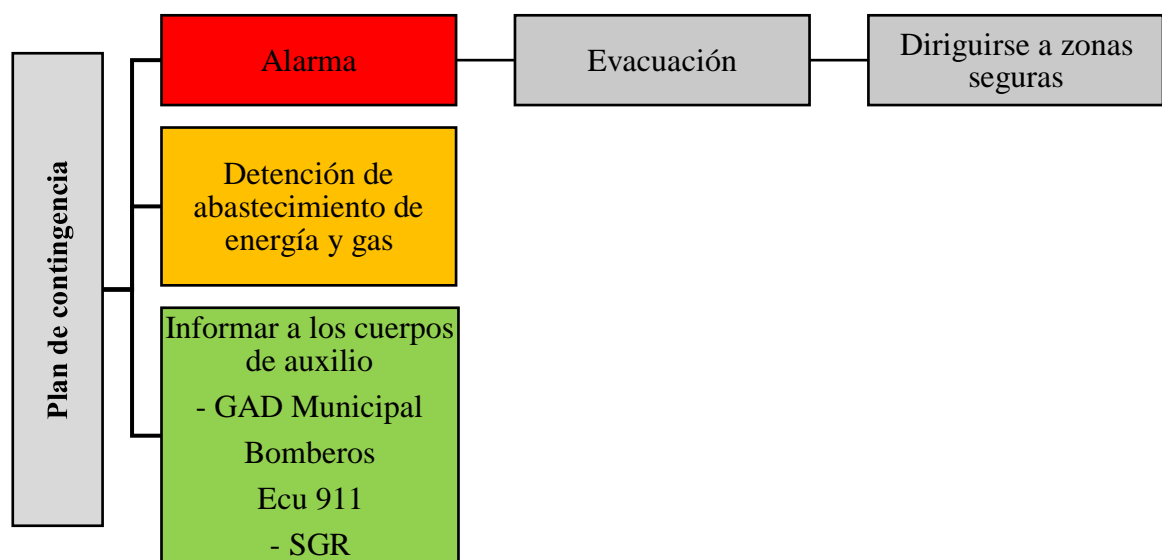 Plan de contingencia
Alarma
Evacuación
Diriguirse a zonas
seguras
Detención de
abastecimiento de
energía y gas
Informar a los cuerpos
de auxilio
- GAD Municipal
Bomberos
Ecu 911
- SGR